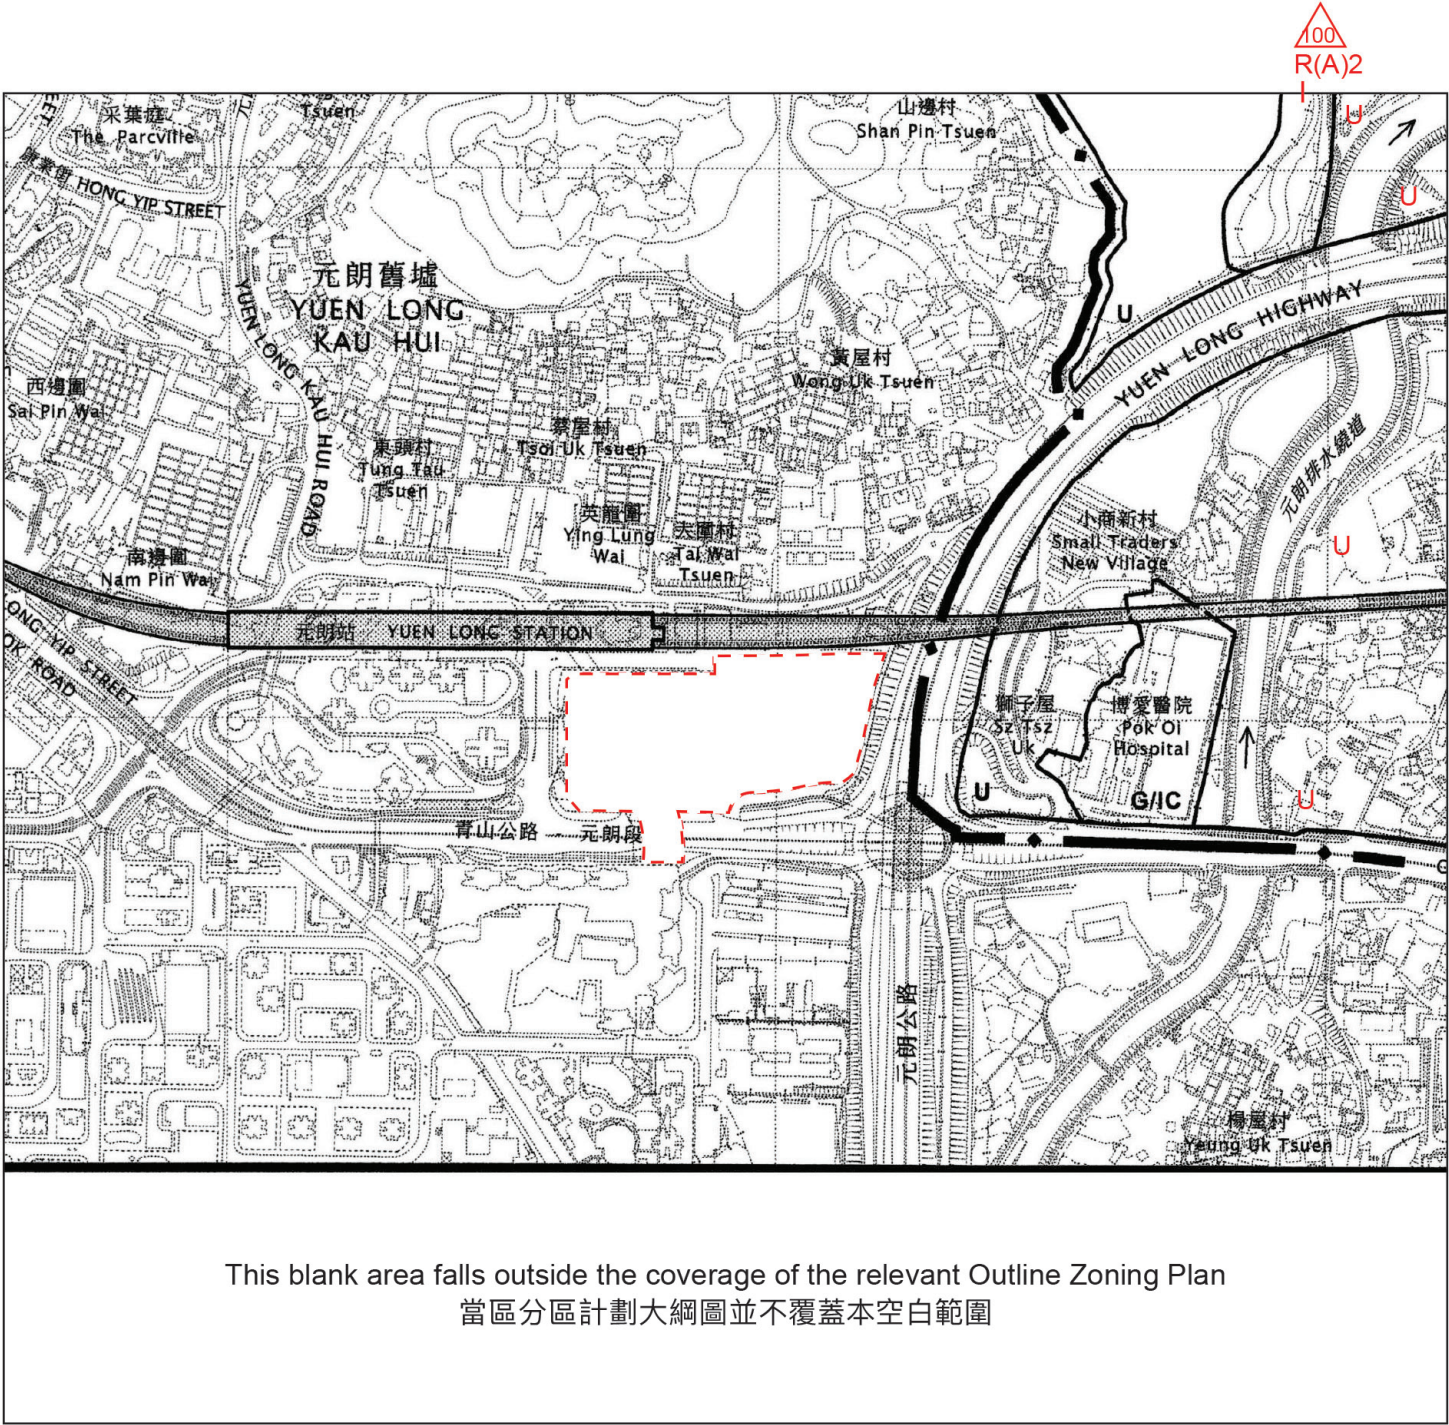 100
R(A)2
U
采葉庭
The Parcville
Tsuen
山邊村
Shan Pin Tsuen
U
HONG YIP STREET
元朗舊墟
YUEN LONG
KAU HUI
YUEN LONG KAU HUI ROAD
U
YUEN LONG HIGHWAY
黃屋村
Wong Uk Tsuen
西邊圍
Sai Pin Wai
蔡屋村
Tsoi Uk Tsuen
東頭村
Tung Tau
Tsuen
元朗排水繞道
英龍圍
Ying Lung
Wai
大圍村
Tai Wai
Tsuen
小商新村
Small Traders
New Village
U
南邊圍
Nam Pin Wai
元朗站 YUEN LONG STATION
LONG YIP STREET
OK ROAD
獅子屋
Sz Tsz
Uk
博愛醫院
Pok Oi
Hospital
G/IC
U
U
青山公路 - 元朗段
元朗公路
楊屋村
Yeung Uk Tsuen
This blank area falls outside the coverage of the relevant Outline Zoning Plan
當區分區計劃大綱圖並不覆蓋本空白範圍